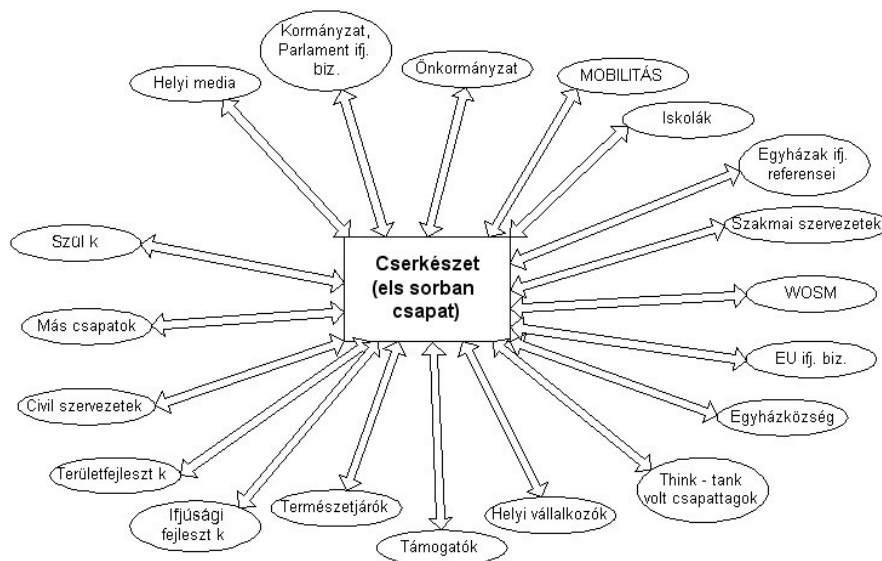 Kormányzat,
Parlament ifj.
biz.
Önkormányzat
MOBILITÁS
Helyi media
Iskolák
Egyházak ifj.
referensei
Szakmai szervezetek
Szül k
Cserkészet
(els sorban
csapat)
WOSM
Más csapatok
EU ifj. biz.
Civil szervezetek
Egyházközség
Területfejleszt k
Think - tank
volt csapattagok
Ifjúsági
fejleszt k
Természetjárók
Helyi vállalkozók
Támogatók